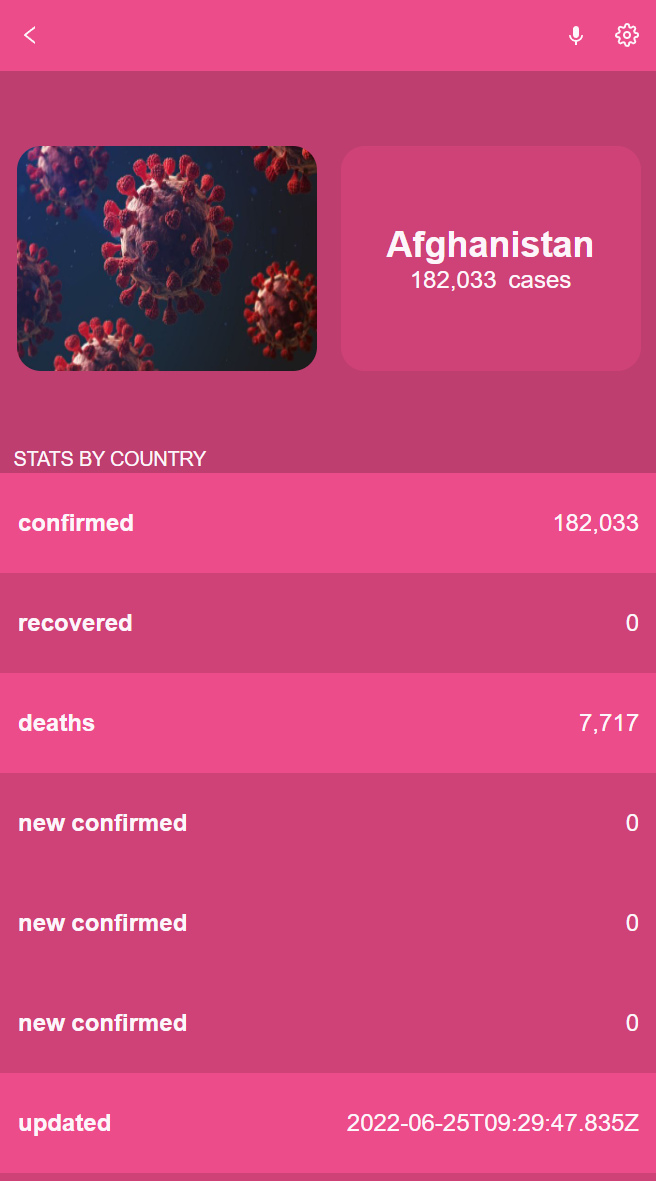 Afghanistan
182,033 cases
STATS BY COUNTRY
confirmed 182,033
recovered 0
deaths 7,717
new confirmed 0
new confirmed 0
new confirmed 0
updated 2022-06-25T09:29:47.835Z